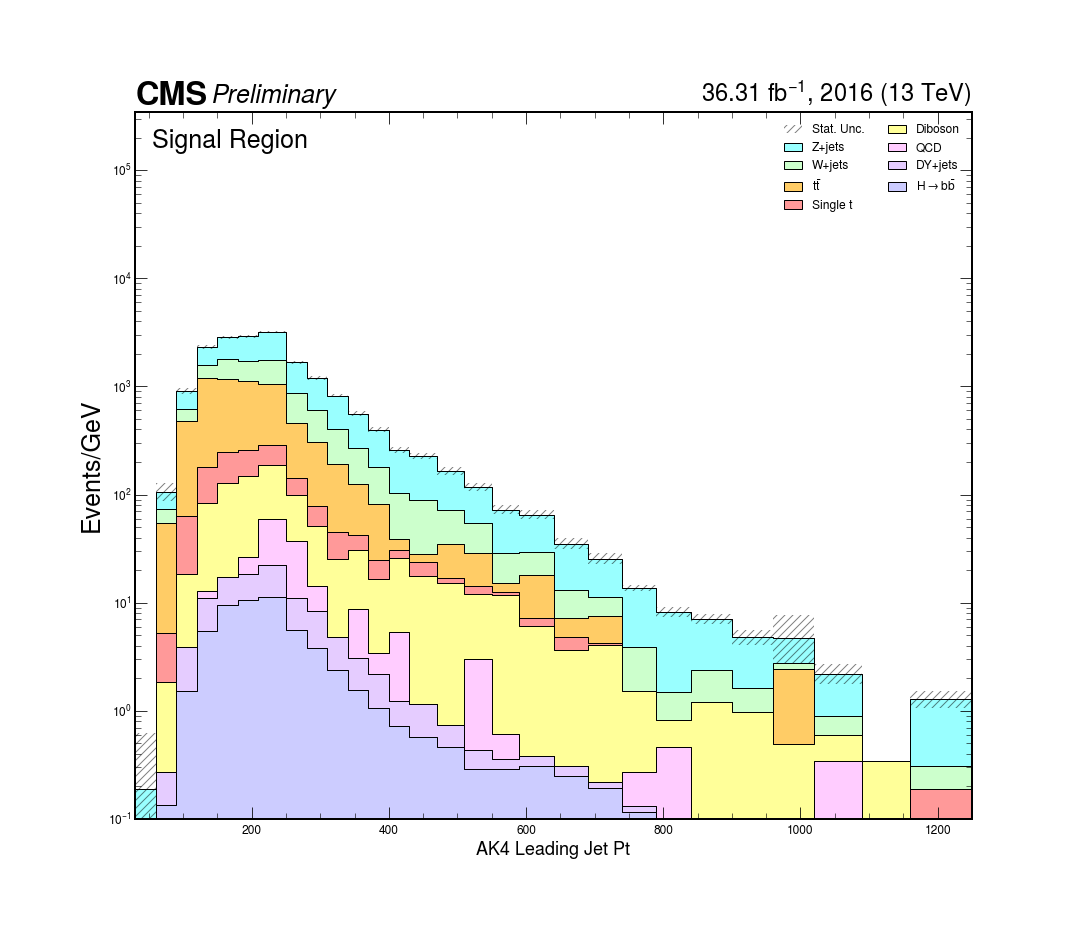 CMS Preliminary 36.31 fb⁻¹, 2016 (13 TeV)
Signal Region
Stat. Unc.
Z+jets
W+jets
tt̄
Single t
Diboson
QCD
DY+jets
H→bb̄
Events/GeV
10⁵
10⁴
10³
10²
10¹
10⁰
10⁻¹
200 400 600 800 1000 1200
AK4 Leading Jet Pt